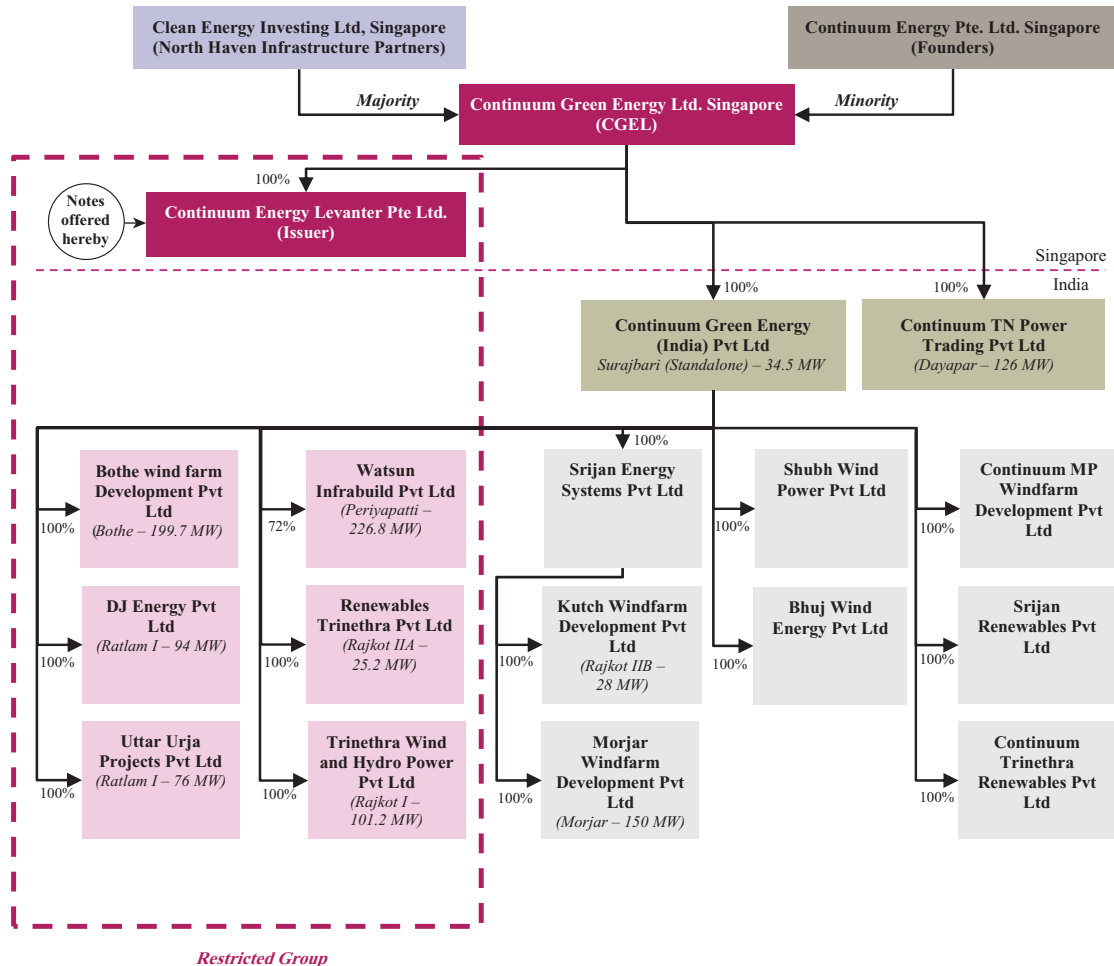 Clean Energy Investing Ltd, Singapore
(North Haven Infrastructure Partners)
Continuum Energy Pte. Ltd. Singapore
(Founders)
Majority
Continuum Green Energy Ltd. Singapore
(CGEL)
Minority
100%
Notes
offered
hereby
Continuum Energy Levanter Pte Ltd.
(Issuer)
Singapore
India
100%
100%
Continuum Green Energy
(India) Pvt Ltd
Surajbari (Standalone) – 34.5 MW
Continuum TN Power
Trading Pvt Ltd
(Dayapar – 126 MW)
100%
Bothe wind farm
Development Pvt
Ltd
(Bothe – 199.7 MW)
100%
Watsun
Infrabuild Pvt Ltd
(Periyapatti –
226.8 MW)
72%
Srijan Energy
Systems Pvt Ltd
Shubh Wind
Power Pvt Ltd
100%
Continuum MP
Windfarm
Development Pvt
Ltd
100%
DJ Energy Pvt
Ltd
(Ratlam I – 94 MW)
100%
Renewables
Trinethra Pvt Ltd
(Rajkot IIA –
25.2 MW)
100%
Kutch Windfarm
Development Pvt
Ltd
(Rajkot IIB –
28 MW)
100%
Bhuj Wind
Energy Pvt Ltd
100%
Srijan
Renewables Pvt
Ltd
100%
Uttar Urja
Projects Pvt Ltd
(Ratlam I – 76 MW)
100%
Trinethra Wind
and Hydro Power
Pvt Ltd
(Rajkot I –
101.2 MW)
100%
Morjar
Windfarm
Development Pvt
Ltd
(Morjar – 150 MW)
100%
Continuum
Trinethra
Renewables Pvt
Ltd
100%
Restricted Group